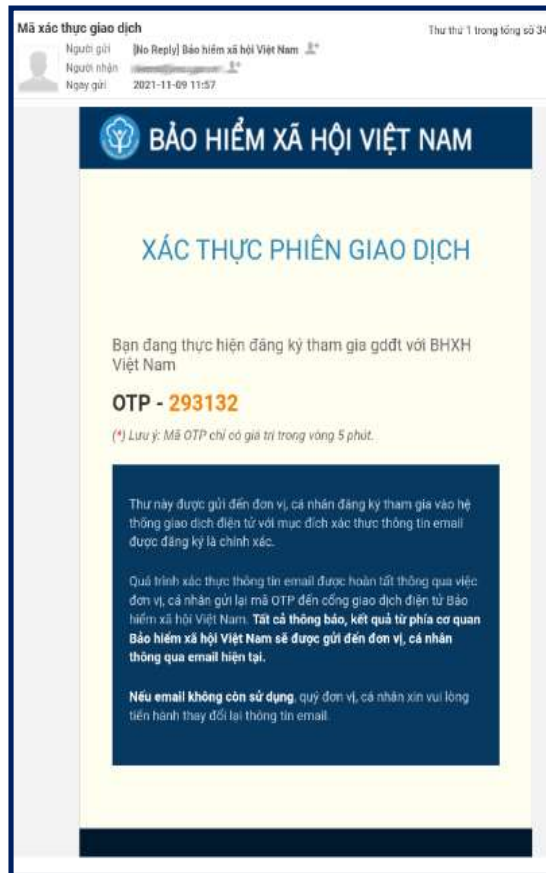 Mã xác thực giao dịch
Thư thứ 1 trong tổng số 34
Người gửi [No Reply] Bảo hiểm xã hội Việt Nam
Người nhận
Ngày gửi 2021-11-09 11:57
BẢO HIỂM XÃ HỘI VIỆT NAM
XÁC THỰC PHIÊN GIAO DỊCH
Bạn đang thực hiện đăng ký tham gia gdđt với BHXH
Việt Nam
OTP - 293132
(*) Lưu ý: Mã OTP chỉ có giá trị trong vòng 5 phút.
Thư này được gửi đến đơn vị, cá nhân đăng ký tham gia vào hệ
thống giao dịch điện tử với mục đích xác thực thông tin email
được đăng ký là chính xác.
Quá trình xác thực thông tin email được hoàn tất thông qua việc
đơn vị, cá nhân gửi lại mã OTP đến cổng giao dịch điện tử Bảo
hiểm xã hội Việt Nam. Tất cả thông báo, kết quả từ phía cơ quan
Bảo hiểm xã hội Việt Nam sẽ được gửi đến đơn vị, cá nhân
thông qua email hiện tại.
Nếu email không còn sử dụng, quý đơn vị, cá nhân xin vui lòng
tiến hành thay đổi lại thông tin email.